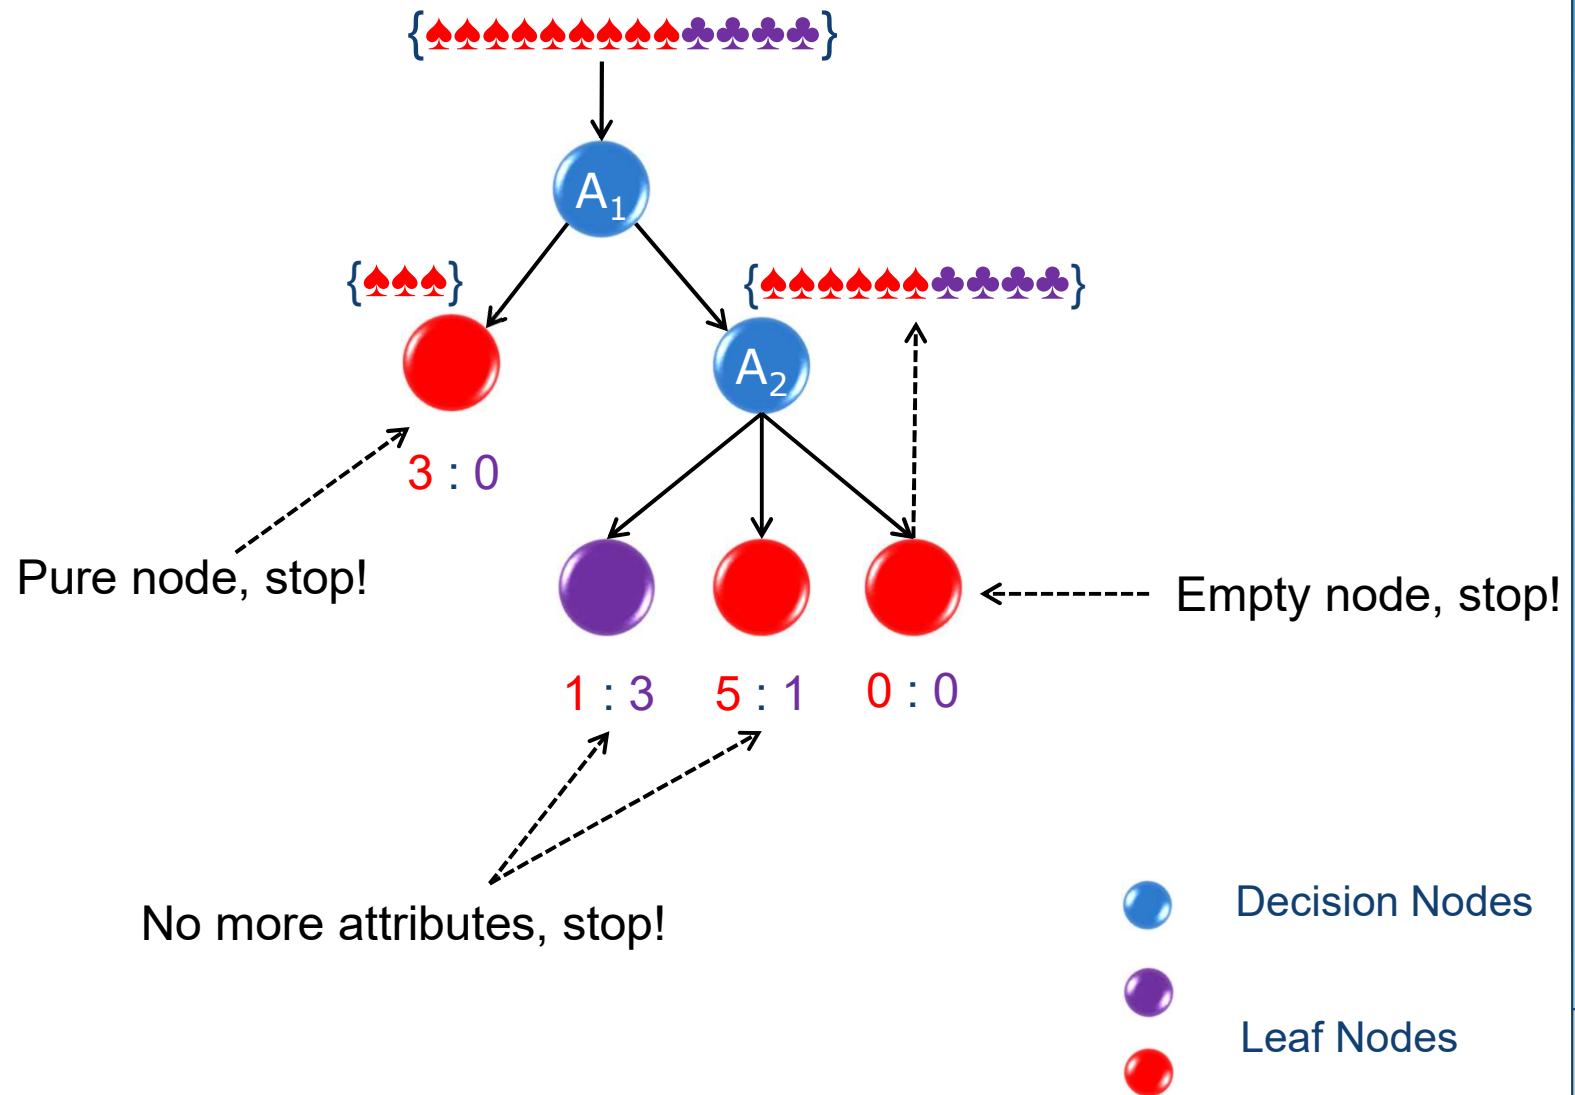 {♠♠♠♠♠♠♠♠♠♣♣♣♣}
A₁
{♠♠♠}
{♠♠♠♠♠♠♣♣♣♣}
A₂
3 : 0
Pure node, stop!
Empty node, stop!
1 : 3
5 : 1
0 : 0
No more attributes, stop!
Decision Nodes
Leaf Nodes